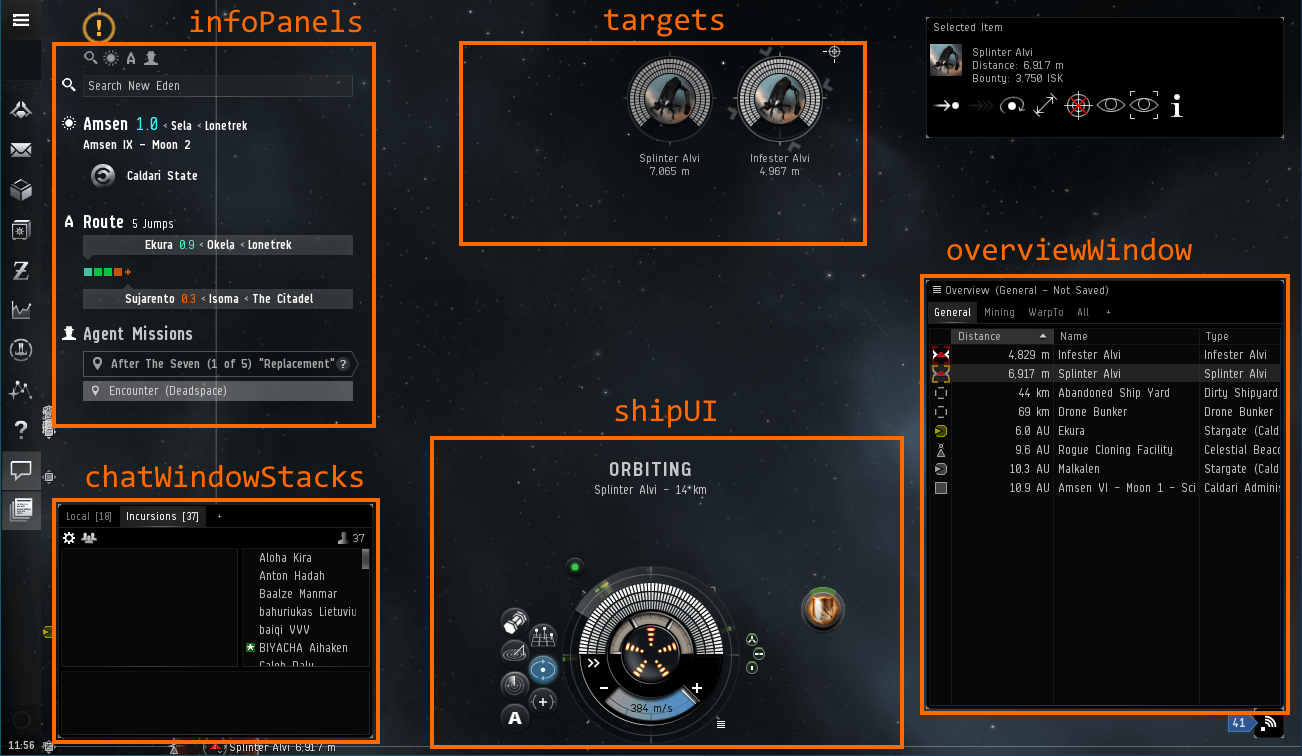 infoPanels
Search New Eden
Amsen 1.0 < Sela < Lonetrek
Amsen IX - Moon 2
Caldari State
A Route 5 Jumps
Ekura 0.9 < Okela < Lonetrek
Sujarento 0.3 < Isoma < The Citadel
Agent Missions
After The Seven (1 of 5) "Replacement" ?
Encounter (Deadspace)
targets
Splinter Alvi
7,065 m
Infester Alvi
4,967 m
Selected Item
Splinter Alvi
Distance: 6,917 m
Bounty: 3,750 ISK
overviewWindow
Overview (General - Not Saved)
General Mining WarpTo All +
Distance Name Type
4,829 m Infester Alvi Infester Alvi
6,917 m Splinter Alvi Splinter Alvi
44 km Abandoned Ship Yard Dirty Shipyard
69 km Drone Bunker Drone Bunker
6.0 AU Ekura Stargate (Cald
9.6 AU Rogue Cloning Facility Celestial Beac
10.3 AU Malkalen Stargate (Cald
10.9 AU Amsen VI - Moon 1 - Sci Caldari Adminis
41
chatWindowStacks
Local [18] Incursions [37] +
37
Aloha Kira
Anton Hadah
Baalze Manmar
bahuriukas Lietuviu
baiqi VVV
BIYACHA Aihaken
shipUI
ORBITING
Splinter Alvi - 14 km
384 m/s
A
11:56
Splinter Alvi 6,917 m